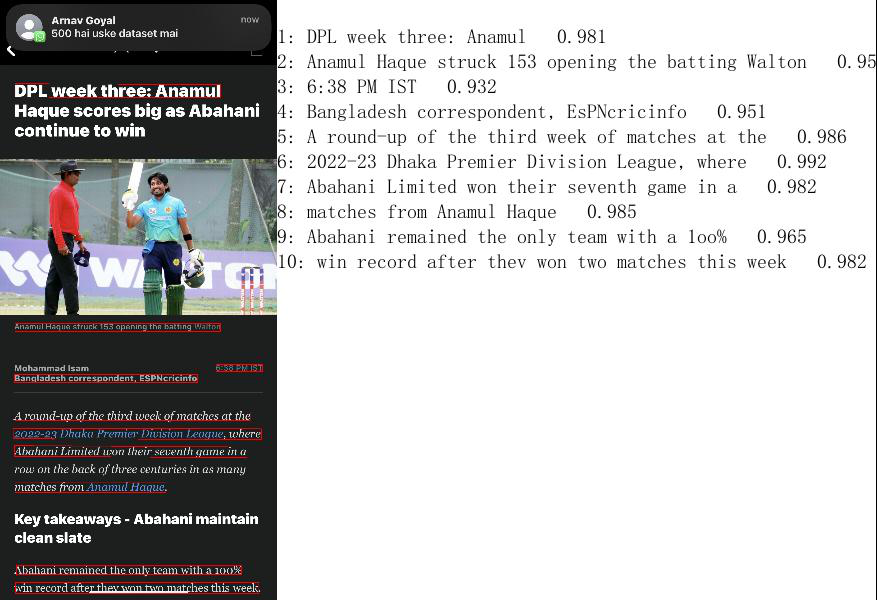 Arnav Goyal
now
500 hai uske dataset mai
DPL week three: Anamul
Haque scores big as Abahani
continue to win
WALTON
Anamul Haque struck 153 opening the batting Walton
Mohammad Isam
6:38 PM IST
Bangladesh correspondent, ESPNcricinfo
A round-up of the third week of matches at the
2022-23 Dhaka Premier Division League, where
Abahani Limited won their seventh game in a
row on the back of three centuries in as many
matches from Anamul Haque.
Key takeaways - Abahani maintain
clean slate
Abahani remained the only team with a 100%
win record after they won two matches this week.
1: DPL week three: Anamul 0.981
2: Anamul Haque struck 153 opening the batting Walton 0.95
3: 6:38 PM IST 0.932
4: Bangladesh correspondent, EsPNcricinfo 0.951
5: A round-up of the third week of matches at the 0.986
6: 2022-23 Dhaka Premier Division League, where 0.992
7: Abahani Limited won their seventh game in a 0.982
8: matches from Anamul Haque 0.985
9: Abahani remained the only team with a 1oo% 0.965
10: win record after thev won two matches this week 0.982